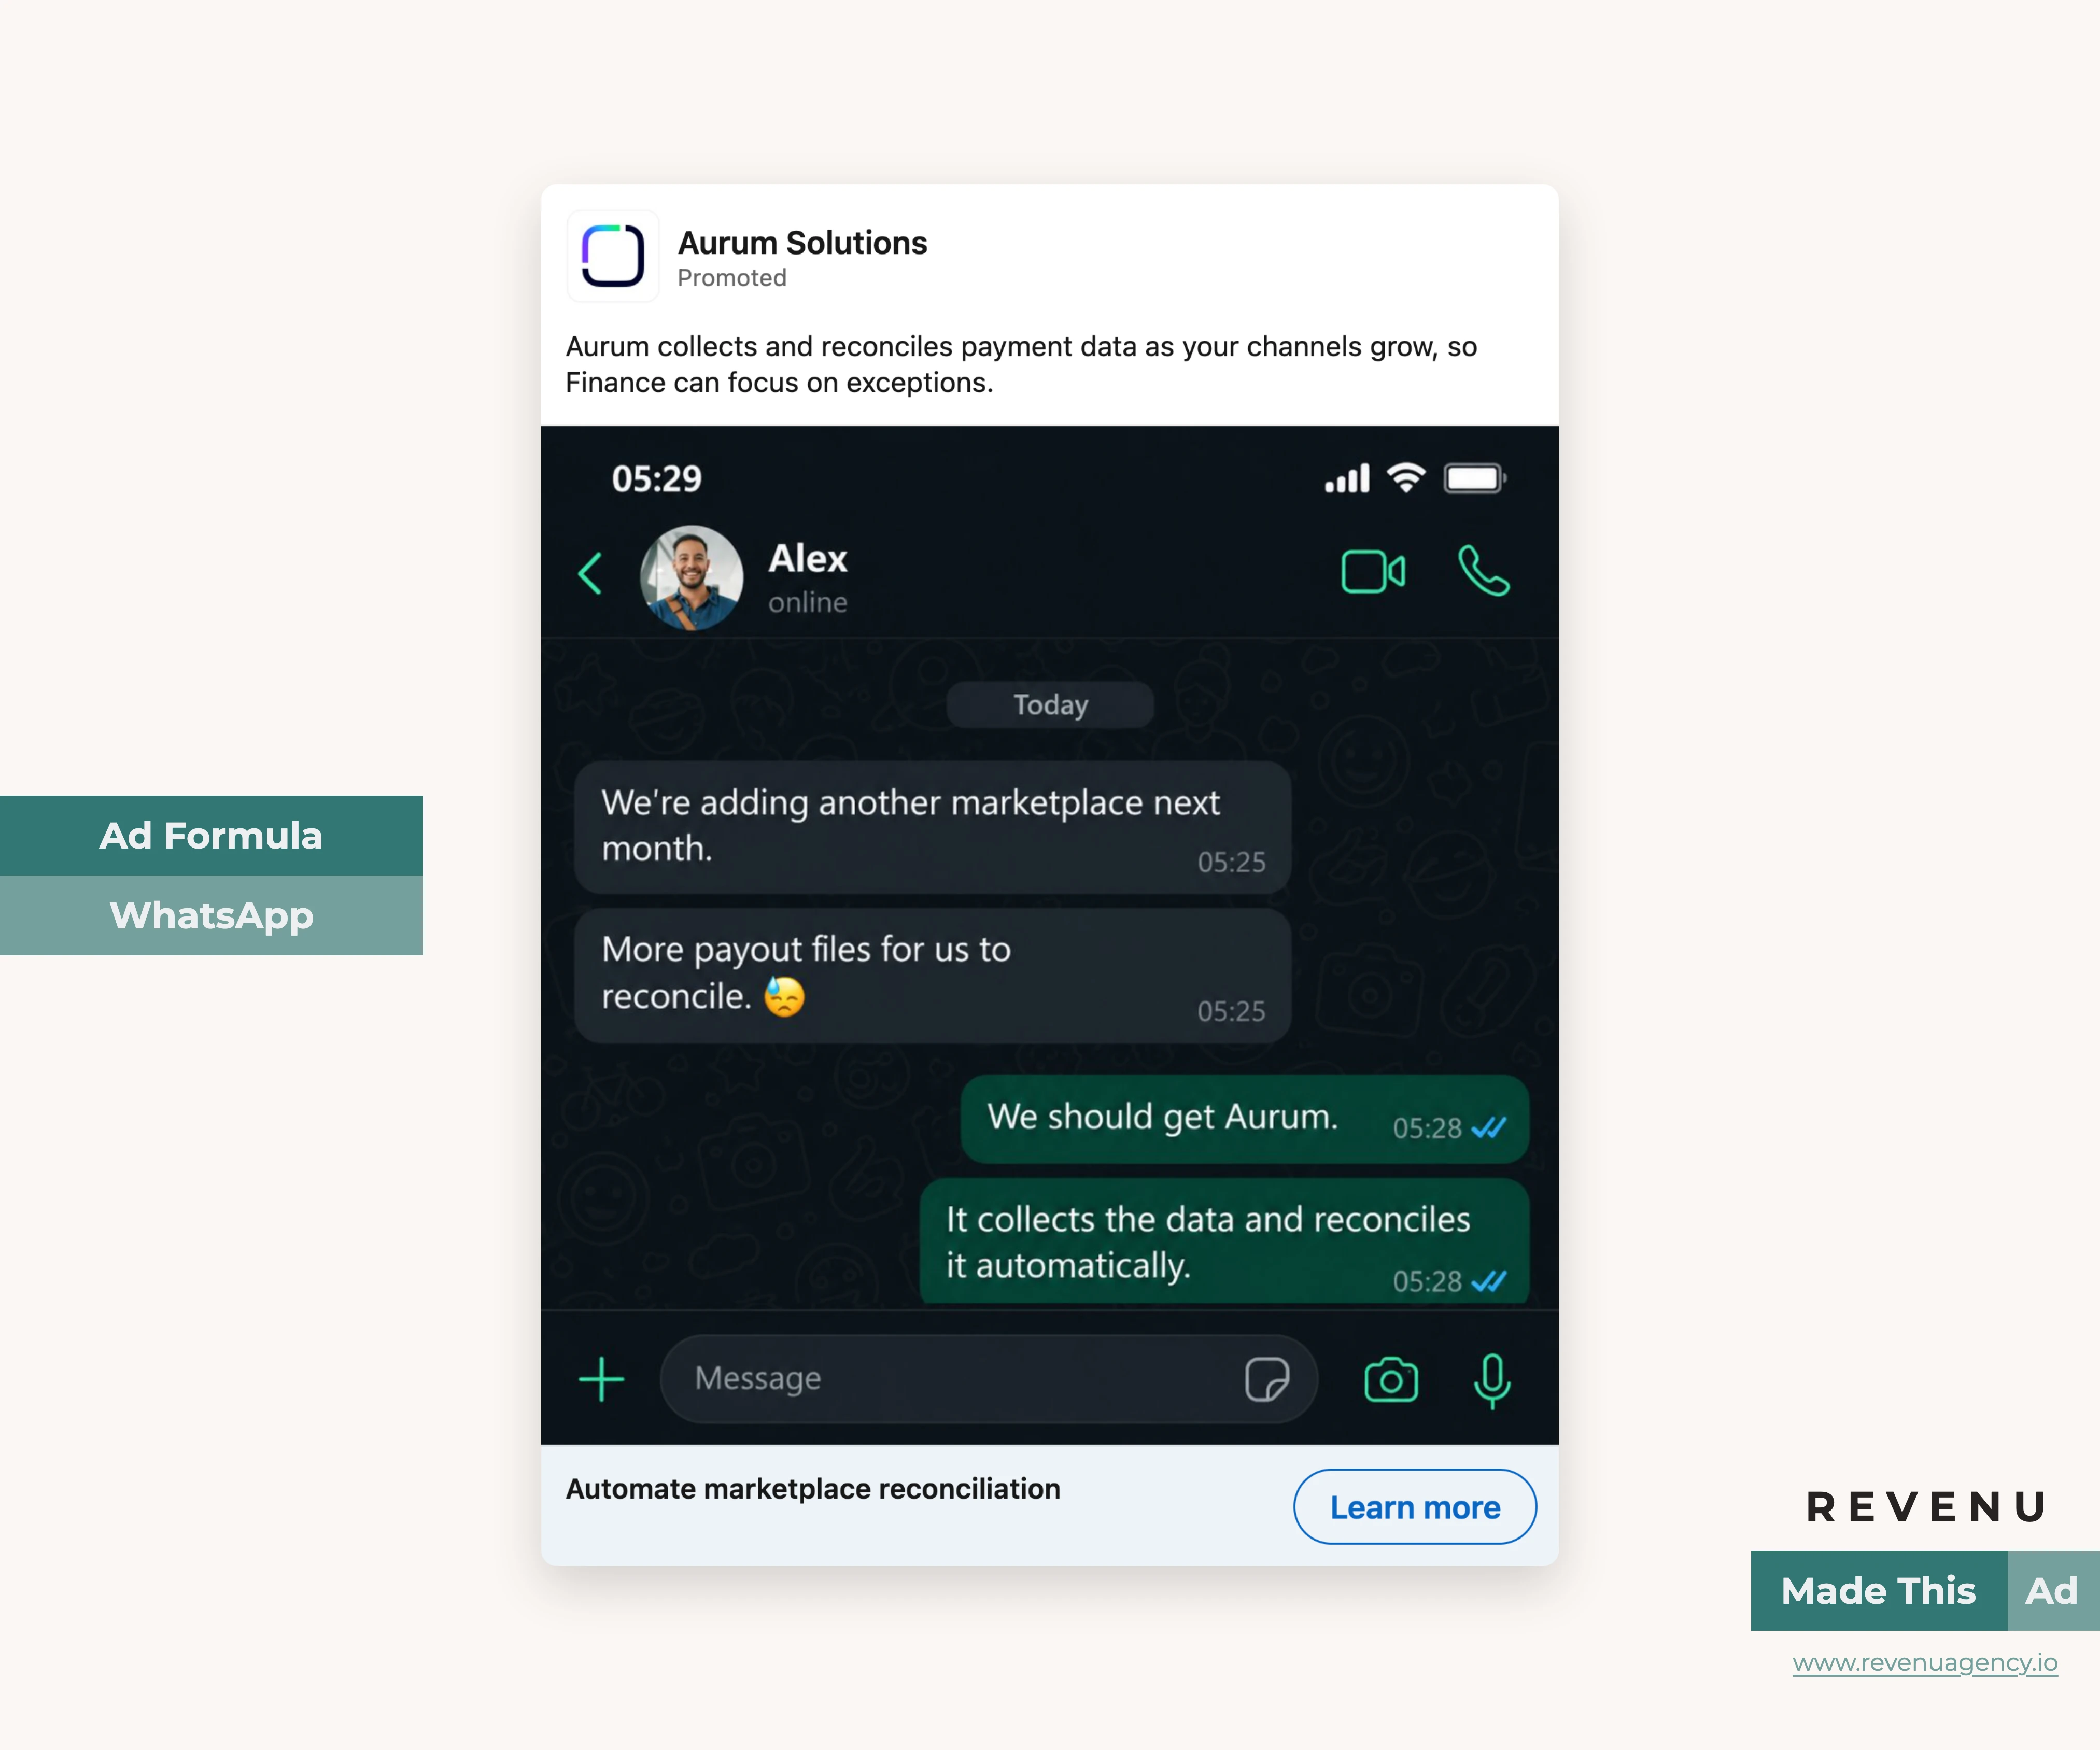 Aurum Solutions
Promoted
Aurum collects and reconciles payment data as your channels grow, so
Finance can focus on exceptions.
05:29
Alex
online
Today
We're adding another marketplace next
month.
05:25
More payout files for us to
reconcile. 😓
05:25
We should get Aurum.
05:28
It collects the data and reconciles
it automatically.
05:28
Message
Automate marketplace reconciliation
Learn more
Ad Formula
WhatsApp
REVENU
Made This Ad
www.revenuagency.io